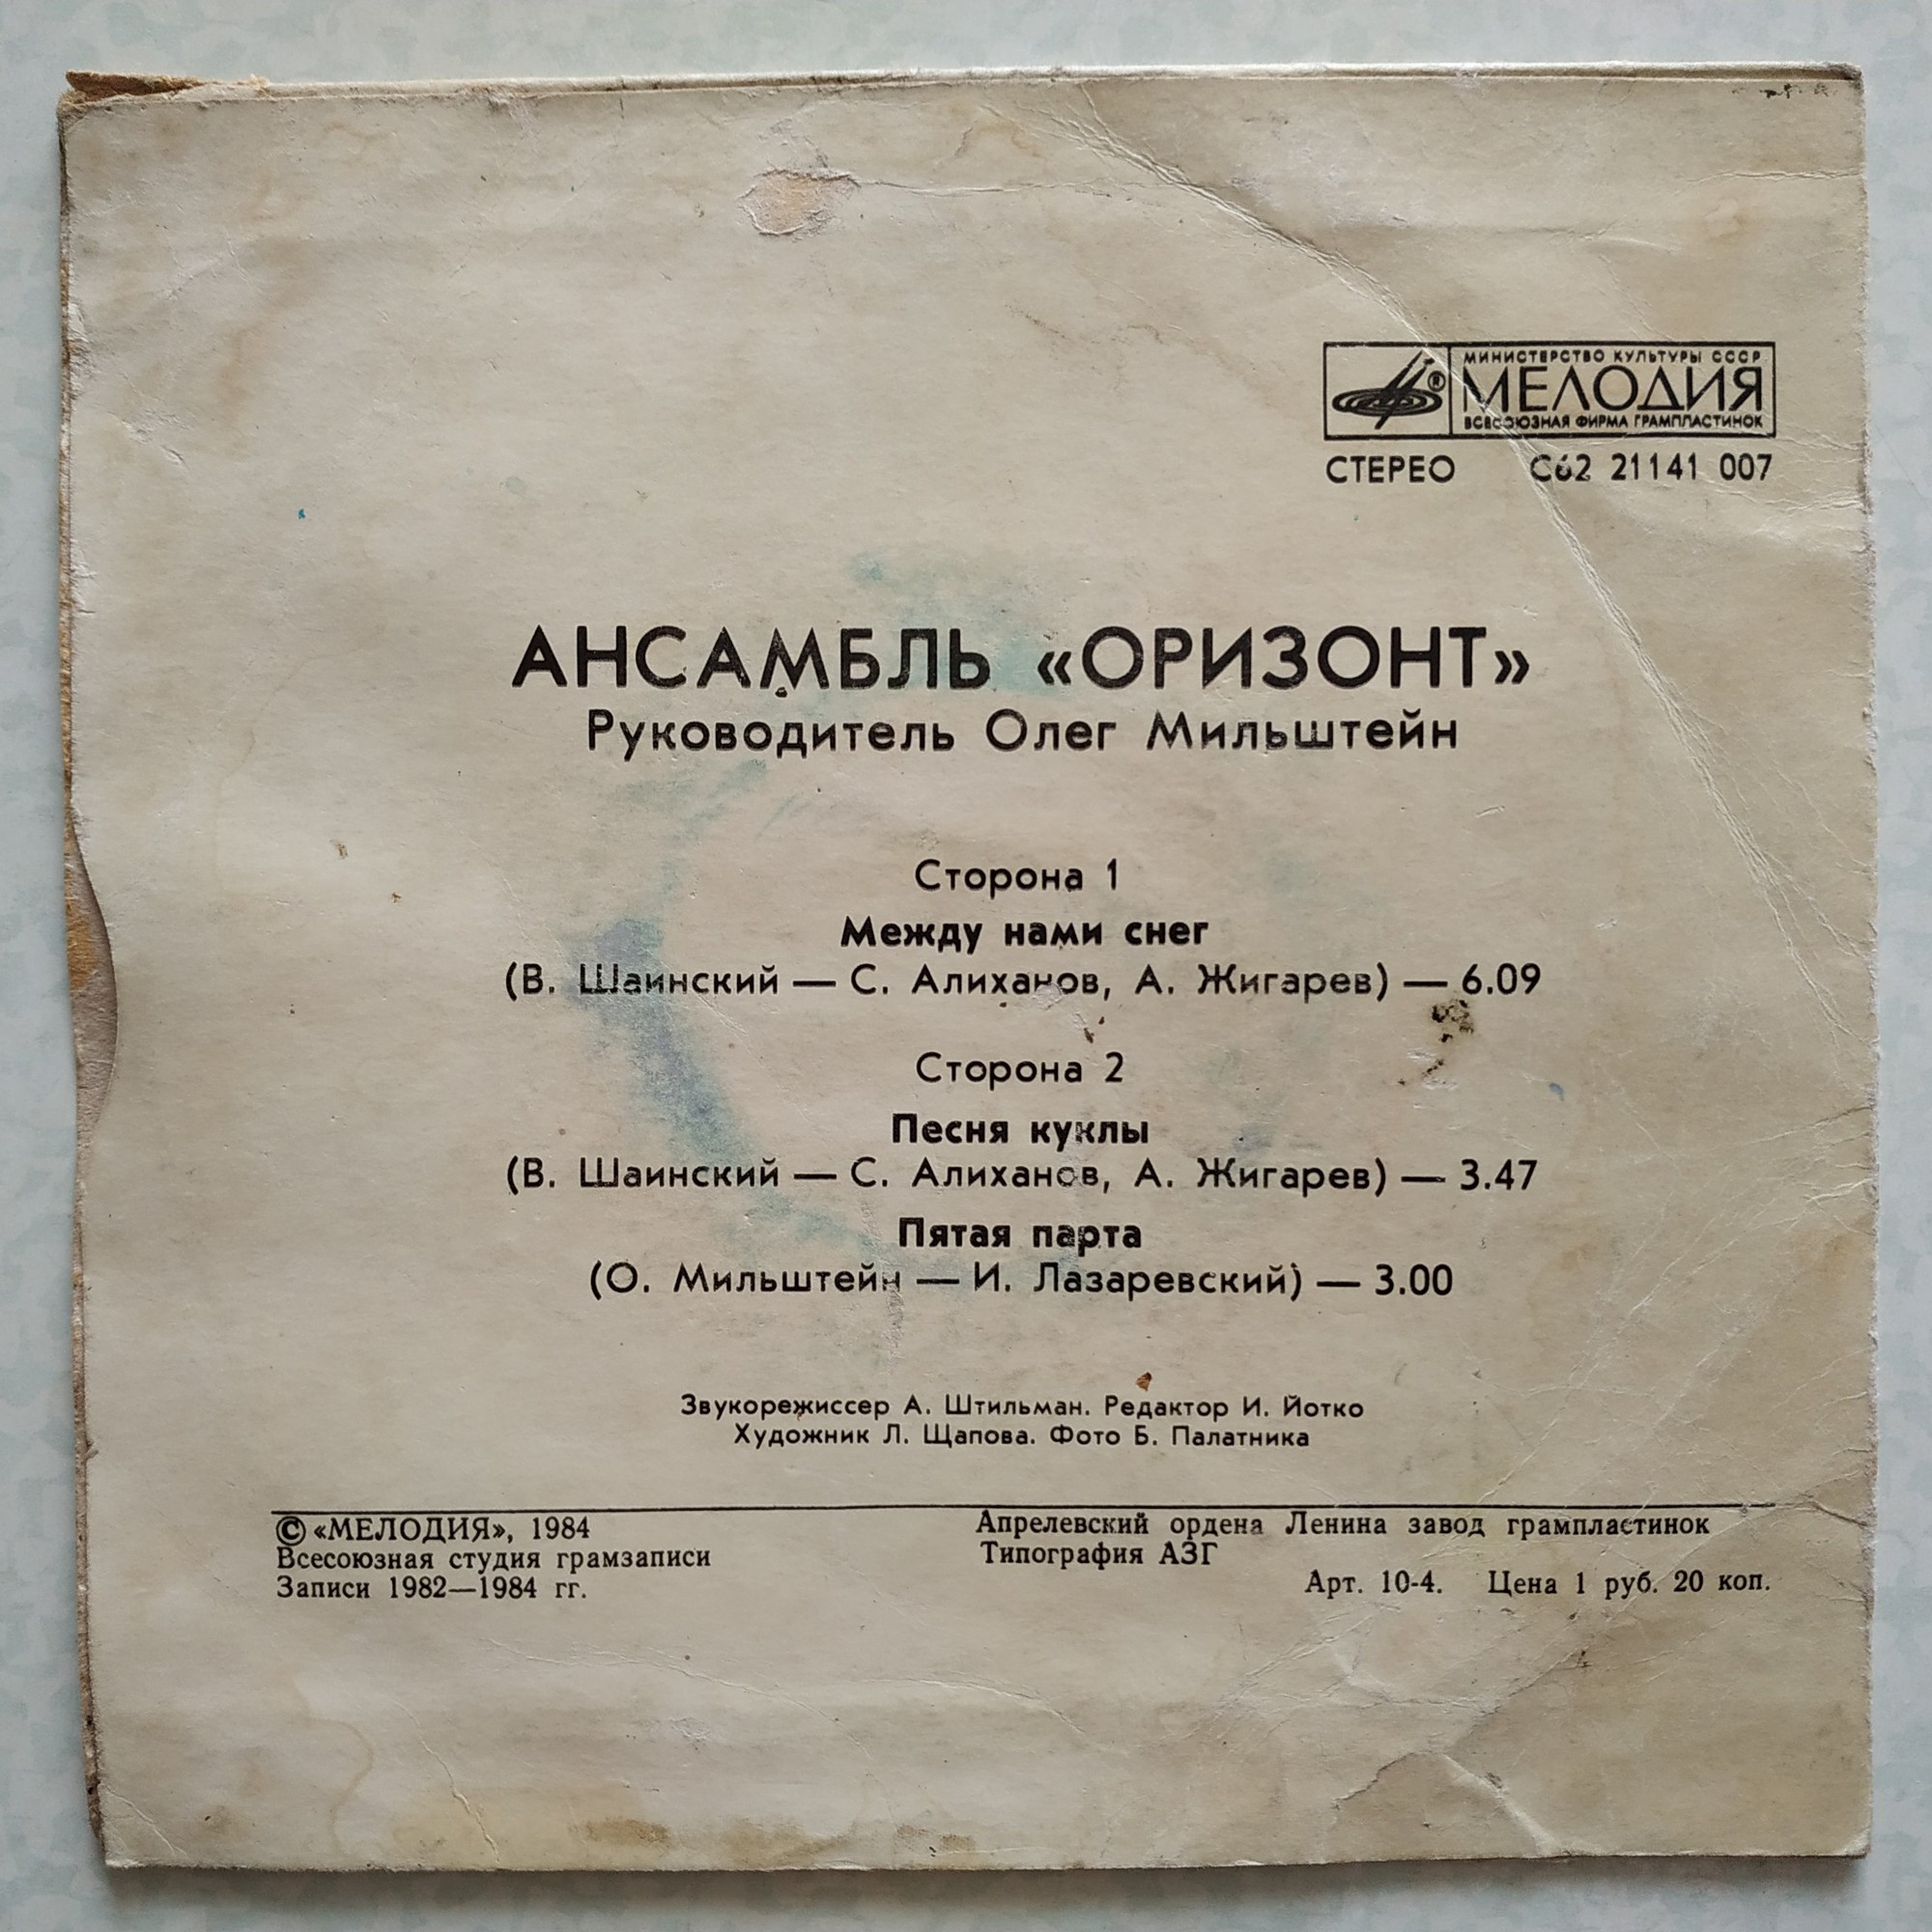 МИНИСТЕРСТВО КУЛЬТУРЫ СССР
®
МЕЛОДИЯ
ВСЕСОЮЗНАЯ ФИРМА ГРАМПЛАСТИНОК
СТЕРЕО С62 21141 007
АНСАМБЛЬ «ОРИЗОНТ»
Руководитель Олег Мильштейн
Сторона 1
Между нами снег
(В. Шаинский — С. Алиханов, А. Жигарев) — 6.09
Сторона 2
Песня куклы
(В. Шаинский — С. Алиханов, А. Жигарев) — 3.47
Пятая парта
(О. Мильштейн — И. Лазаревский) — 3.00
Звукорежиссер А. Штильман. Редактор И. Йотко
Художник Л. Щапова. Фото Б. Палатника
© «МЕЛОДИЯ», 1984
Всесоюзная студия грамзаписи
Записи 1982—1984 гг.
Апрелевский ордена Ленина завод грампластинок
Типография АЗГ
Арт. 10-4. Цена 1 руб. 20 коп.